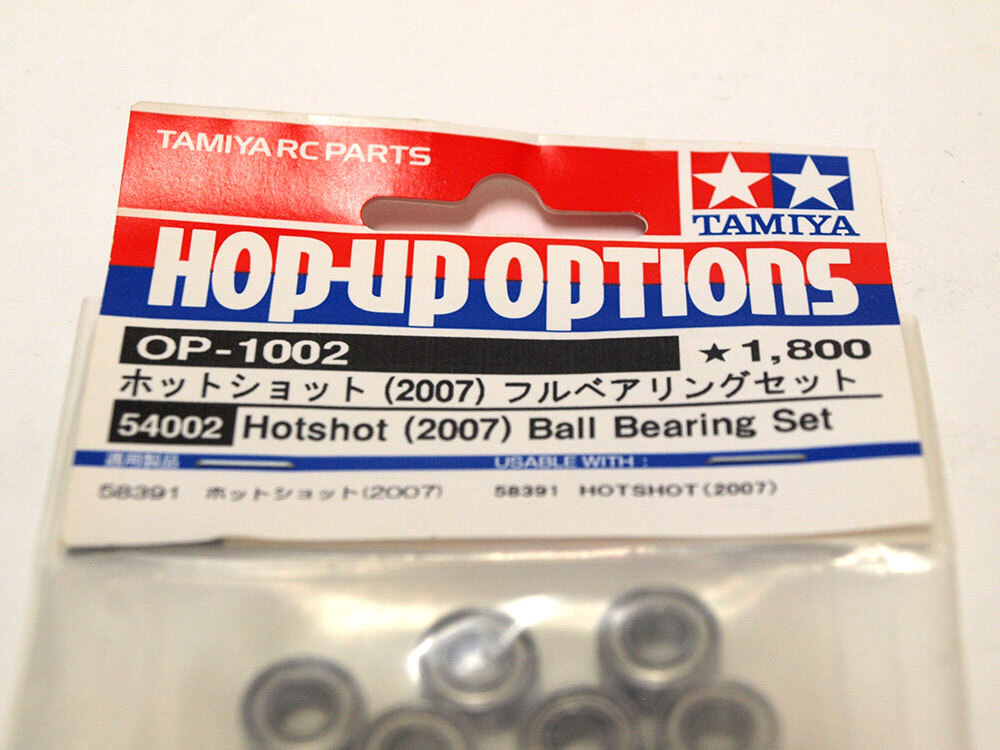 TAMIYA RC PARTS
TAMIYA
HOP-UP OPTIONS
OP-1002 ★1,800
ホットショット(2007)フルベアリングセット
54002 Hotshot (2007) Ball Bearing Set
適用製品 USABLE WITH :
58391 ホットショット(2007) 58391 HOTSHOT(2007)